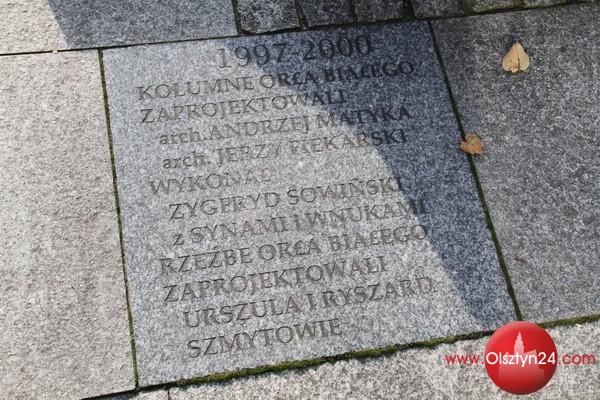 1997-2000
KOLUMNĘ ORŁA BIAŁEGO
ZAPROJEKTOWALI
arch. ANDRZEJ MATYKA
arch. JERZY PIEKARSKI
WYKONAŁ
ZYGFRYD SOWIŃSKI
z SYNAMI I WNUKAMI
RZEŹBĘ ORŁA BIAŁEGO
ZAPROJEKTOWALI
URSZULA I RYSZARD
SZMYTOWIE
www.Olsztyn24.com